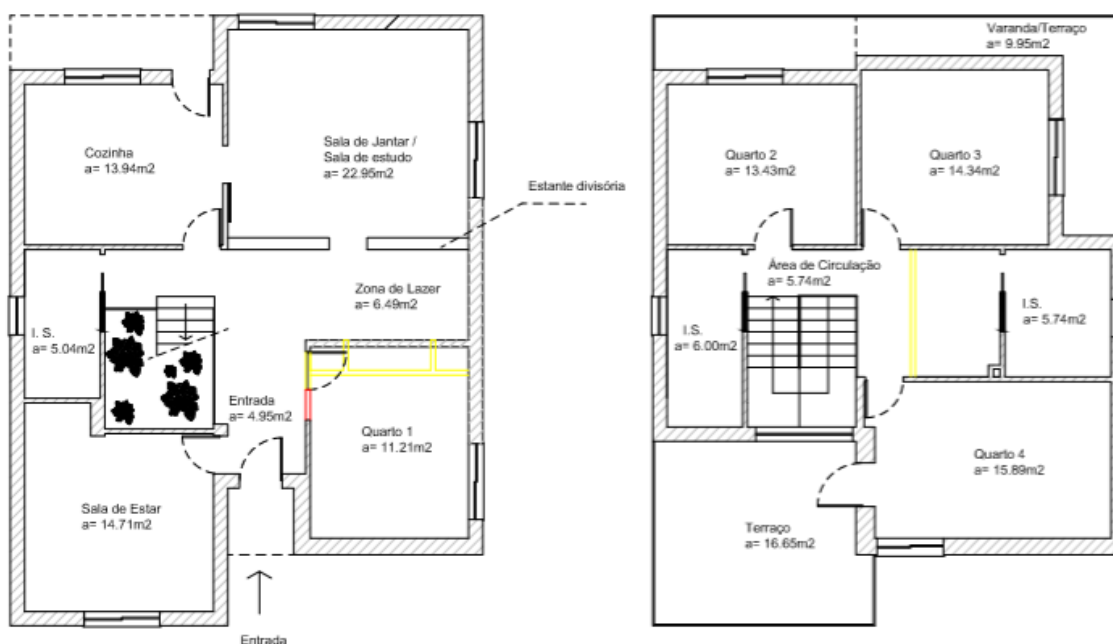 Cozinha
a= 13.94m2
Sala de Jantar /
Sala de estudo
a= 22.95m2
Estante divisória
I. S.
a= 5.04m2
Zona de Lazer
a= 6.49m2
Entrada
a= 4.95m2
Quarto 1
a= 11.21m2
Sala de Estar
a= 14.71m2
Entrada
Varanda/Terraço
a= 9.95m2
Quarto 2
a= 13.43m2
Quarto 3
a= 14.34m2
Área de Circulação
a= 5.74m2
I.S.
a= 6.00m2
I.S.
a= 5.74m2
Quarto 4
a= 15.89m2
Terraço
a= 16.65m2